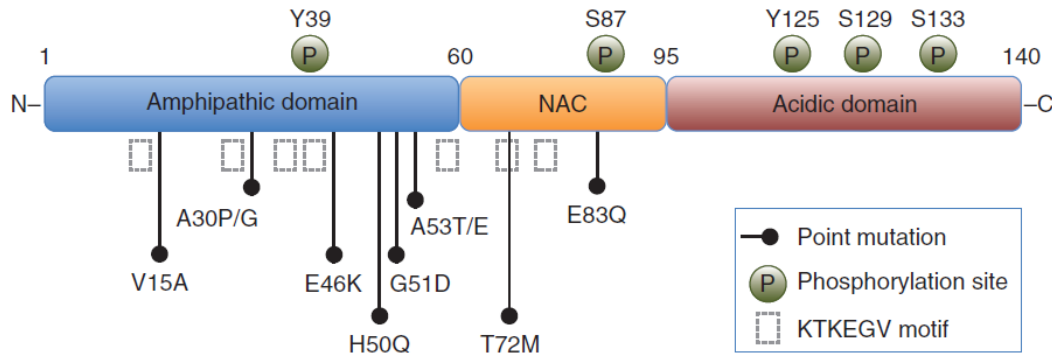 Y39 S87 Y125 S129 S133
P P P P P
1 60 95 140
N– Amphipathic domain NAC Acidic domain –C
A30P/G A53T/E E83Q
V15A E46K G51D
H50Q T72M
Point mutation
P Phosphorylation site
KTKEGV motif